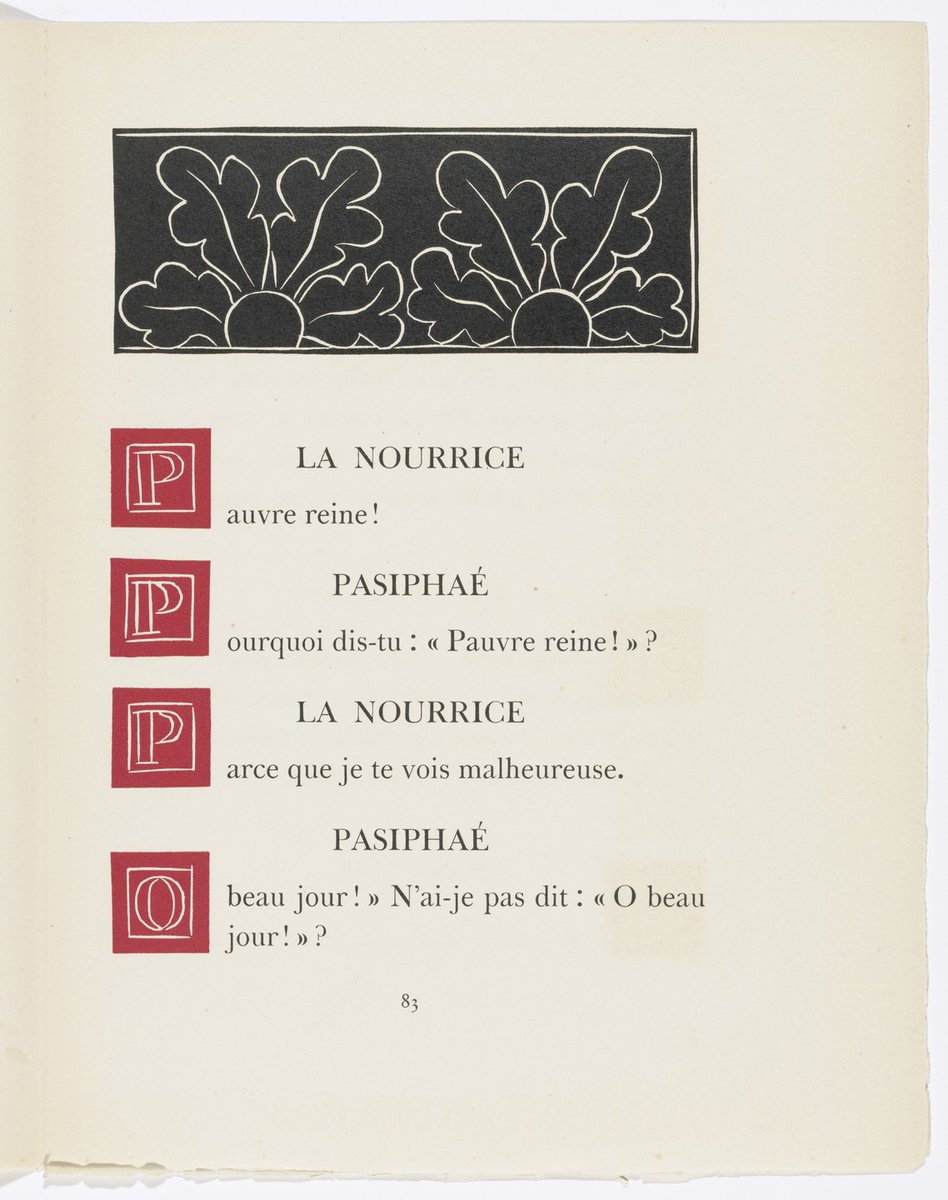 LA NOURRICE
Pauvre reine !
PASIPHAÉ
Pourquoi dis-tu : « Pauvre reine ! » ?
LA NOURRICE
Parce que je te vois malheureuse.
PASIPHAÉ
O beau jour ! » N'ai-je pas dit : « O beau
jour ! » ?
83